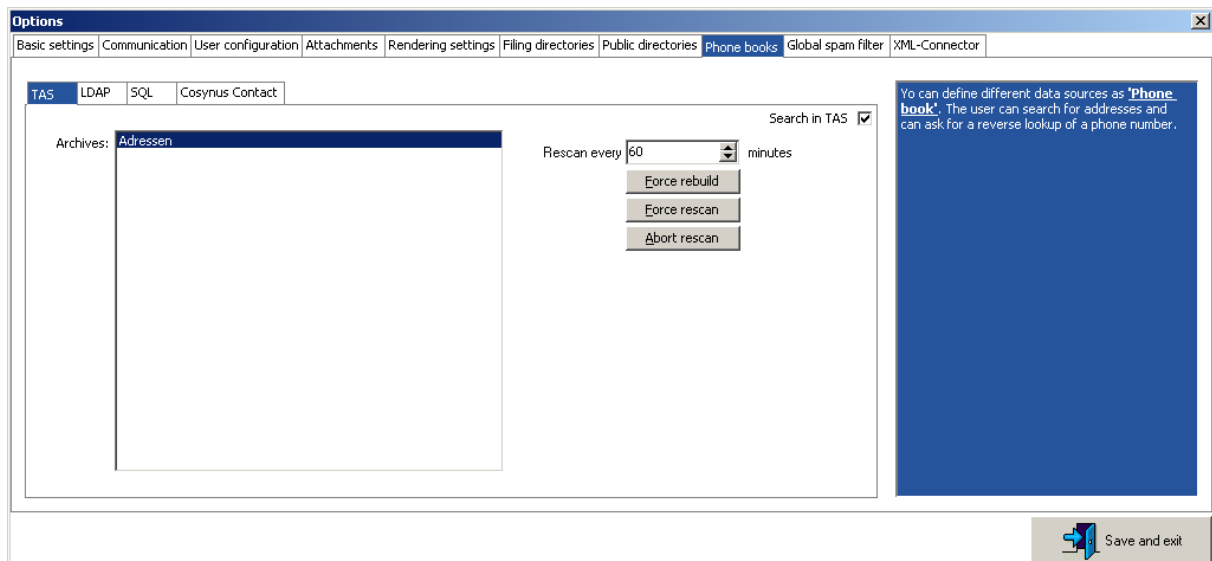 Options
Basic settings Communication User configuration Attachments Rendering settings Filing directories Public directories Phone books Global spam filter XML-Connector
TAS LDAP SQL Cosynus Contact
Search in TAS
Archives: Adressen
Rescan every 60 minutes
Force rebuild
Force rescan
Abort rescan
Yo can define different data sources as 'Phone
book'. The user can search for addresses and
can ask for a reverse lookup of a phone number.
Save and exit